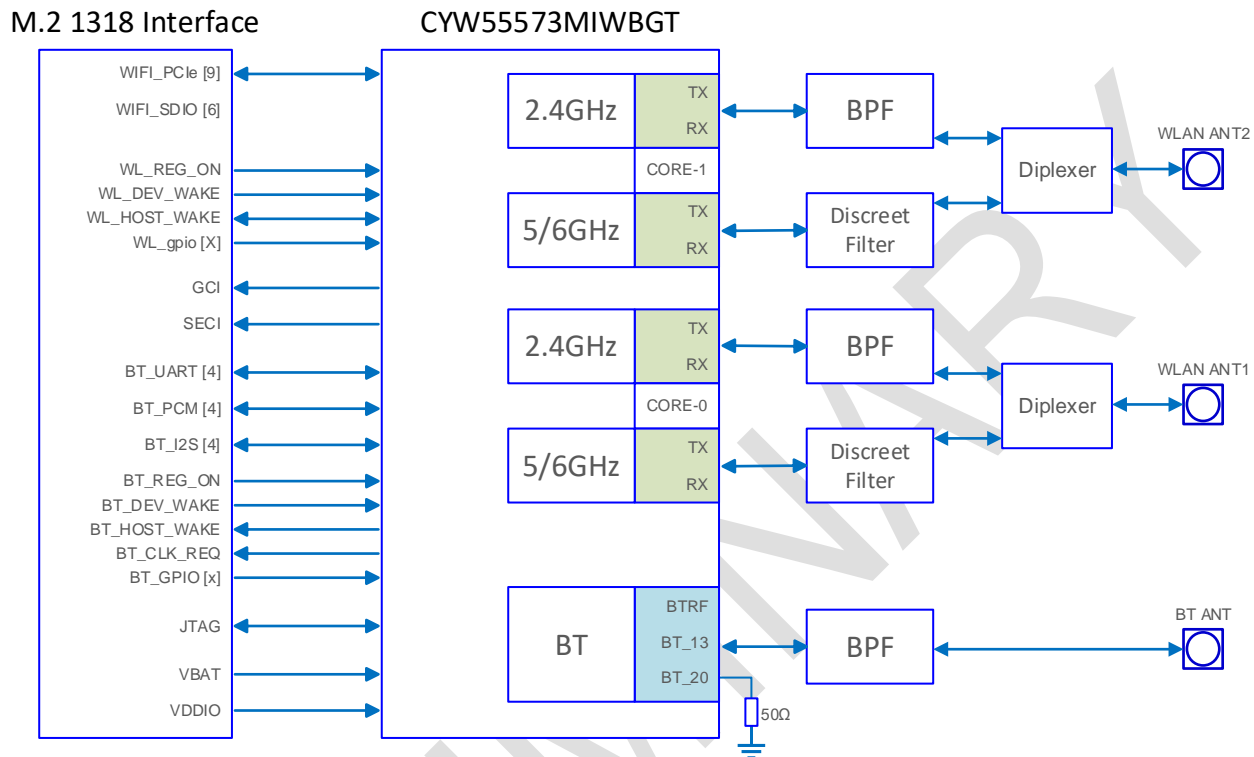 M.2 1318 Interface
CYW55573MIWBGT
WIFI_PCIe [9]
WIFI_SDIO [6]
WL_REG_ON
WL_DEV_WAKE
WL_HOST_WAKE
WL_gpio [X]
GCI
SECI
BT_UART [4]
BT_PCM [4]
BT_I2S [4]
BT_REG_ON
BT_DEV_WAKE
BT_HOST_WAKE
BT_CLK_REQ
BT_GPIO [x]
JTAG
VBAT
VDDIO
2.4GHz
TX
RX
CORE-1
5/6GHz
TX
RX
BPF
Discreet
Filter
Diplexer
WLAN ANT2
2.4GHz
TX
RX
CORE-0
5/6GHz
TX
RX
BPF
Discreet
Filter
Diplexer
WLAN ANT1
BT
BTRF
BT_13
BT_20
50Ω
BPF
BT ANT